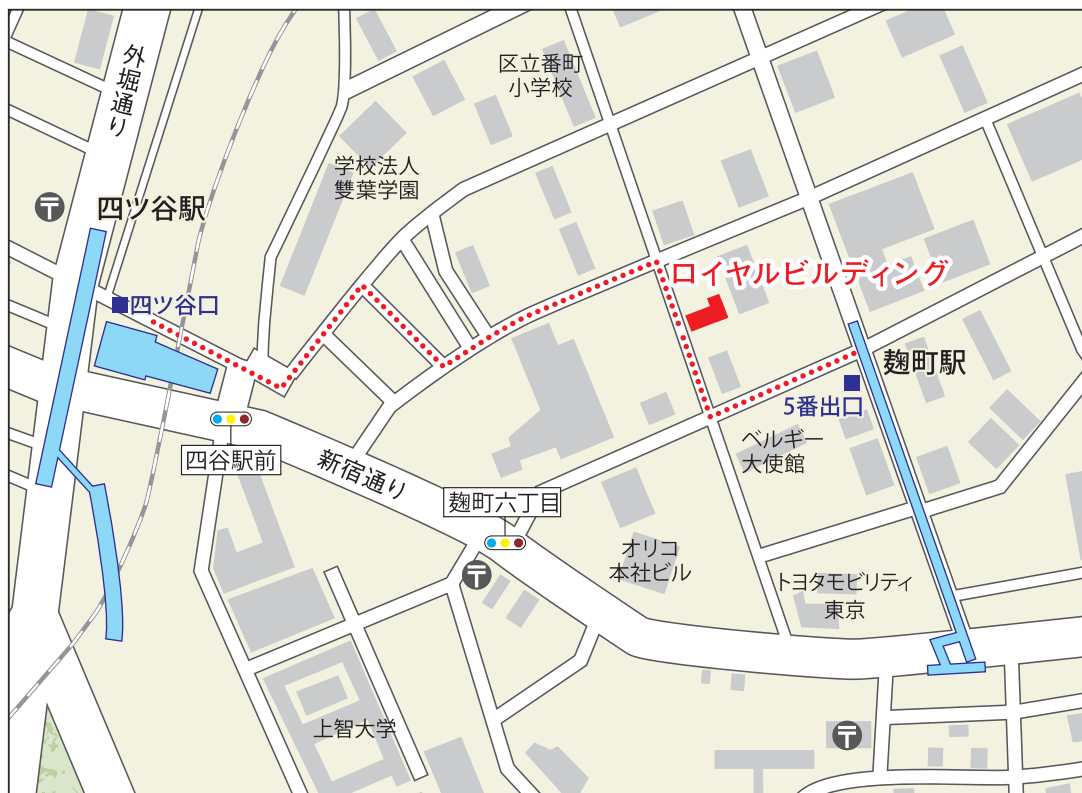 外堀通り
区立番町
小学校
学校法人
雙葉学園
〒
四ツ谷駅
ロイヤルビルディング
四ツ谷口
麹町駅
5番出口
ベルギー
大使館
四谷駅前
新宿通り
麹町六丁目
〒
オリコ
本社ビル
トヨタモビリティ
東京
上智大学
〒